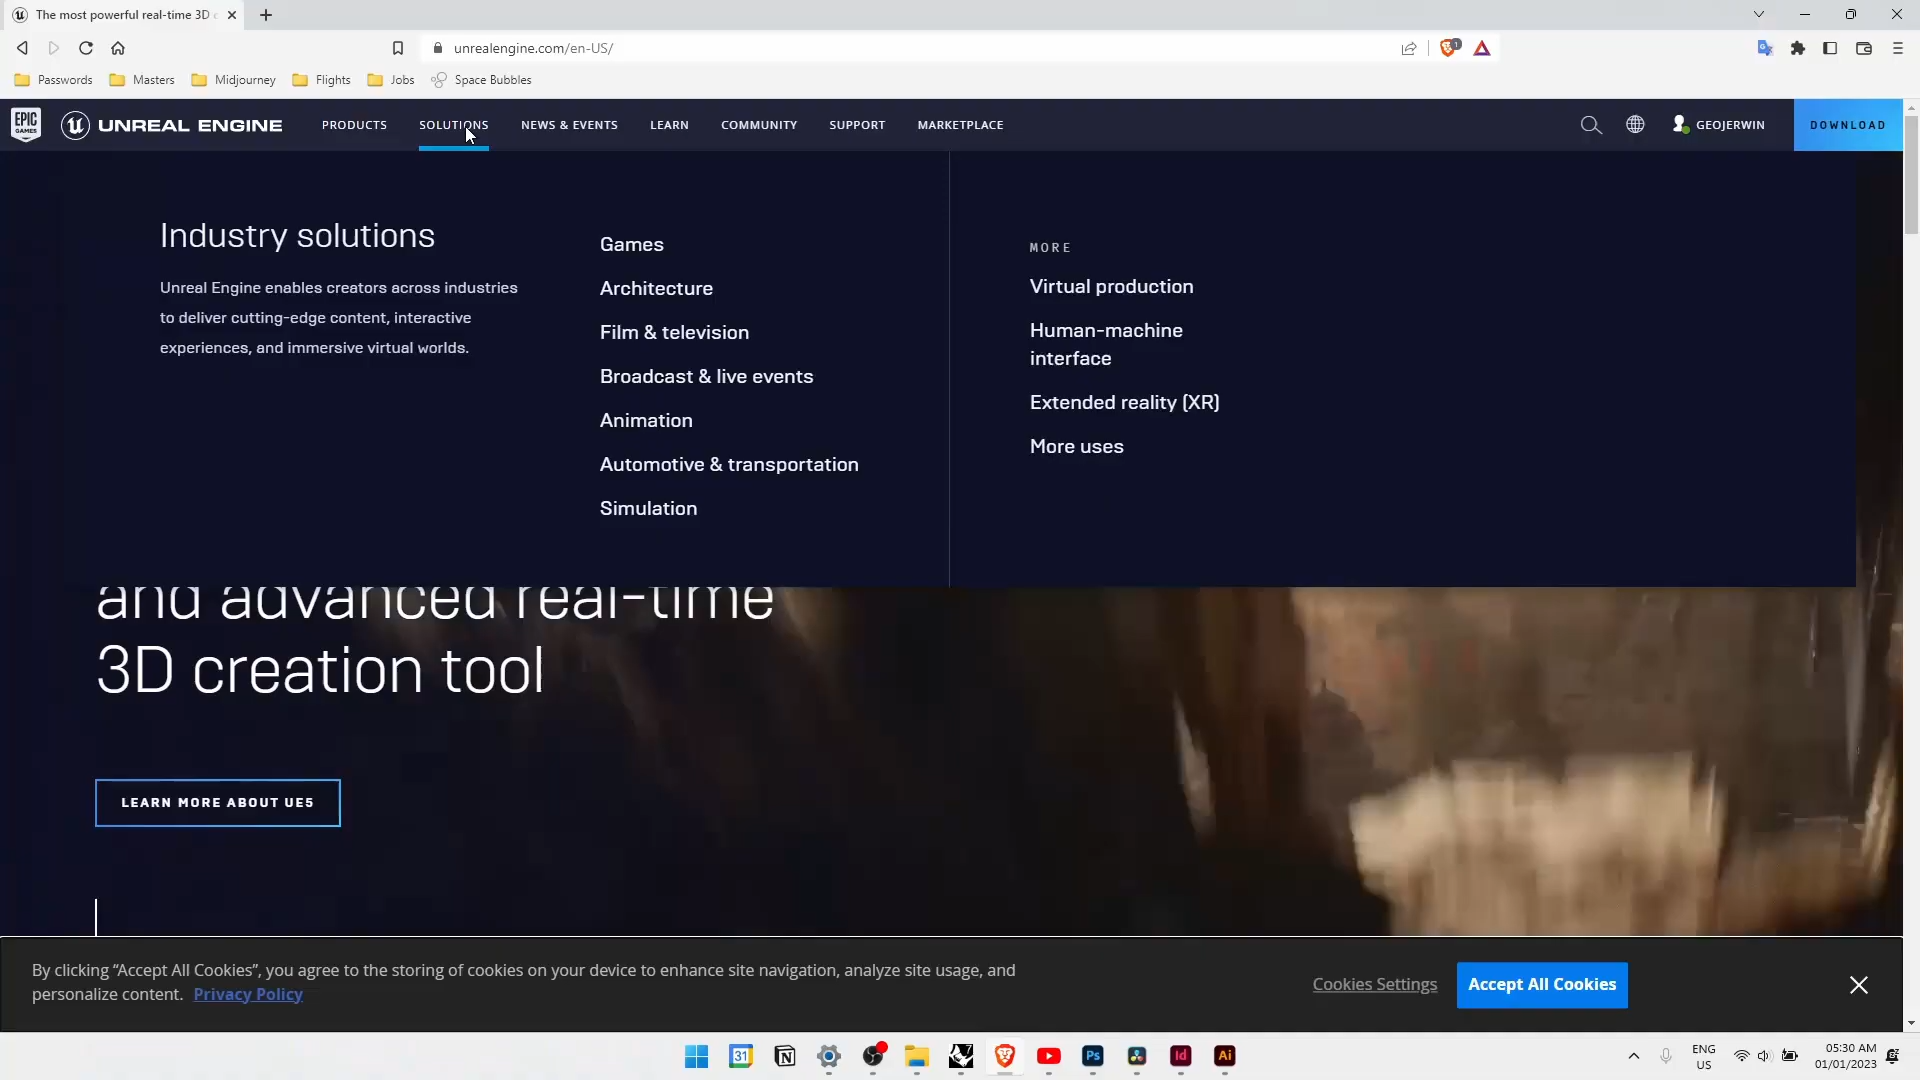 The most powerful real-time 3D
unrealengine.com/en-US/
1
Passwords
Masters
Midjourney
Flights
Jobs
Space Bubbles
EPIC GAMES
UNREAL ENGINE
PRODUCTS
SOLUTIONS
NEWS & EVENTS
LEARN
COMMUNITY
SUPPORT
MARKETPLACE
GEOJERWIN
DOWNLOAD
Industry solutions
Unreal Engine enables creators across industries
to deliver cutting-edge content, interactive
experiences, and immersive virtual worlds.
Games
Architecture
Film & television
Broadcast & live events
Animation
Automotive & transportation
Simulation
MORE
Virtual production
Human-machine
interface
Extended reality (XR)
More uses
and advanced real-time
3D creation tool
LEARN MORE ABOUT UE5
By clicking “Accept All Cookies”, you agree to the storing of cookies on your device to enhance site navigation, analyze site usage, and
personalize content. Privacy Policy
Cookies Settings
Accept All Cookies
31
N
7
Ps
Id
Ai
ENG
US
05:30 AM
01/01/2023